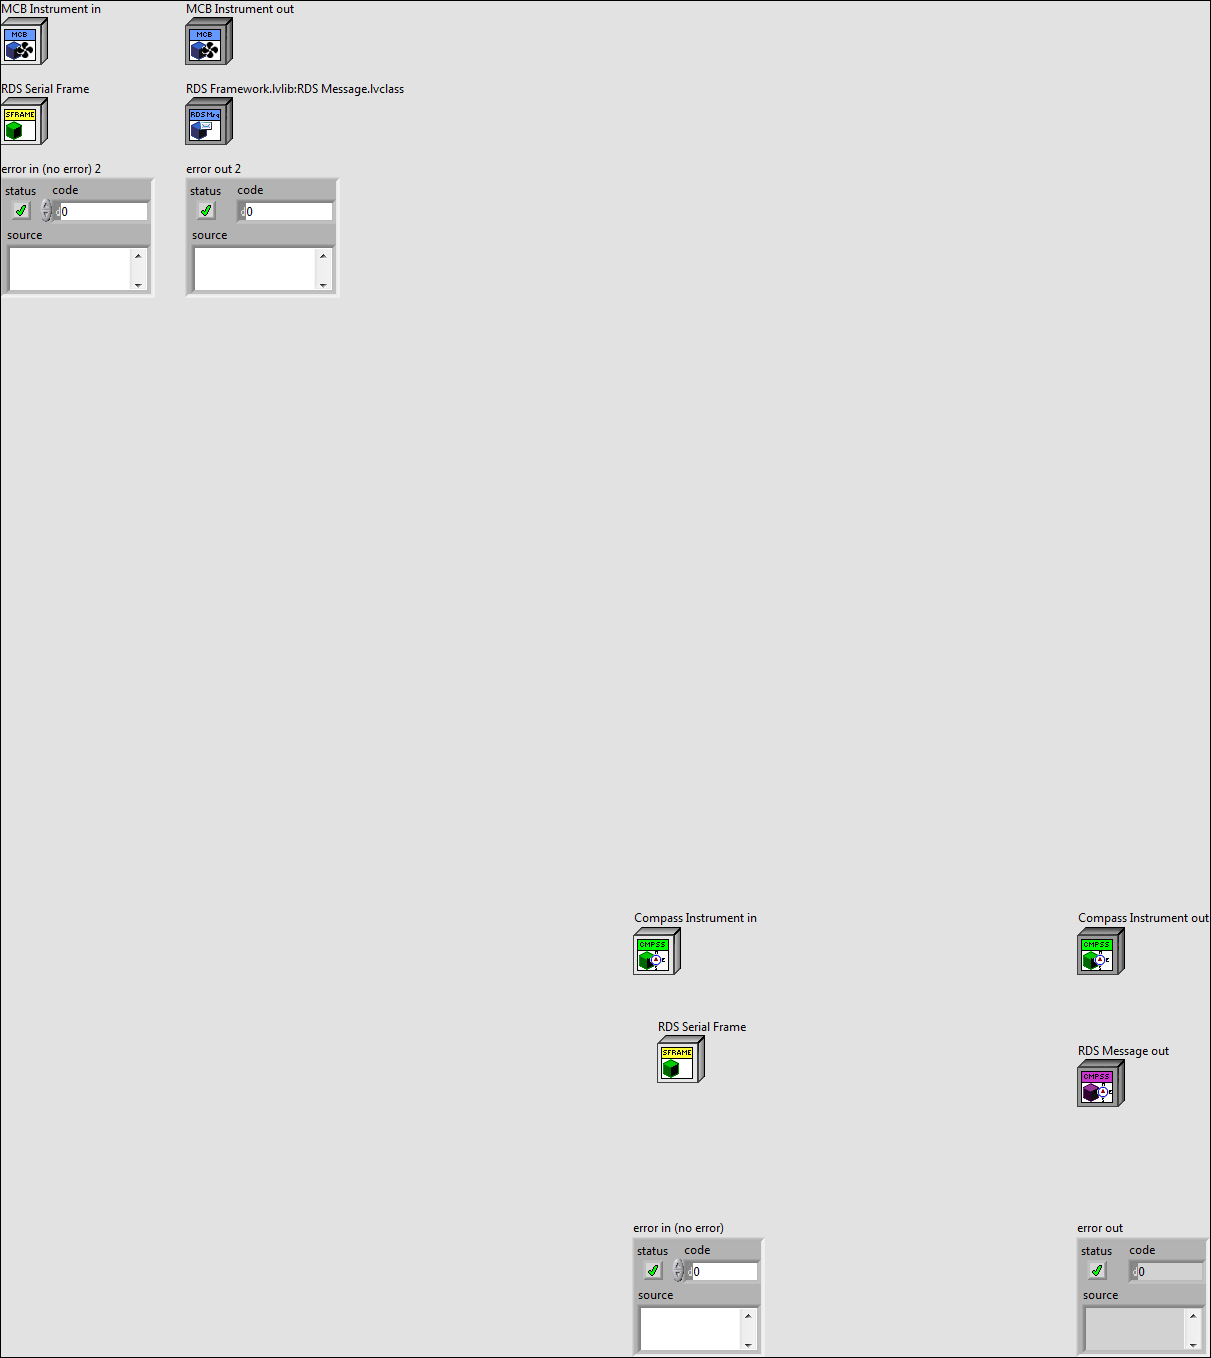 MCB Instrument in
MCB Instrument out
MCB
MCB
RDS Serial Frame
RDS Framework.lvlib:RDS Message.lvclass
SFRAME
RDS Msg
error in (no error) 2
error out 2
status
code
status
code
0
0
source
source
Compass Instrument in
Compass Instrument out
CMPSS
CMPSS
RDS Serial Frame
SFRAME
RDS Message out
CMPSS
error in (no error)
error out
status
code
status
code
0
0
source
source